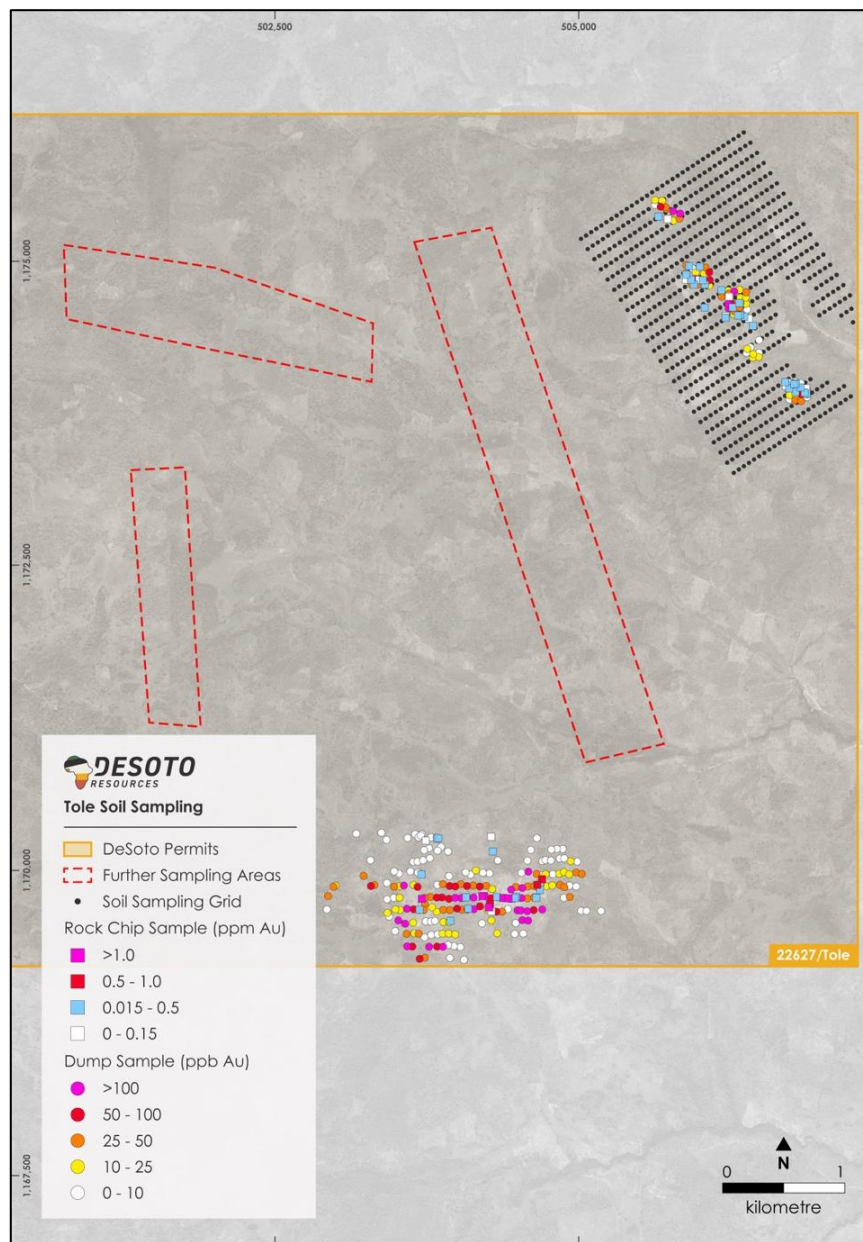 502,500
505,000
1,175,000
1,172,500
1,170,000
1,167,500
22627/Tole
DESOTO
RESOURCES
Tole Soil Sampling
DeSoto Permits
Further Sampling Areas
Soil Sampling Grid
Rock Chip Sample (ppm Au)
>1.0
0.5 - 1.0
0.015 - 0.5
0 - 0.15
Dump Sample (ppb Au)
>100
50 - 100
25 - 50
10 - 25
0 - 10
N
0 1
kilometre